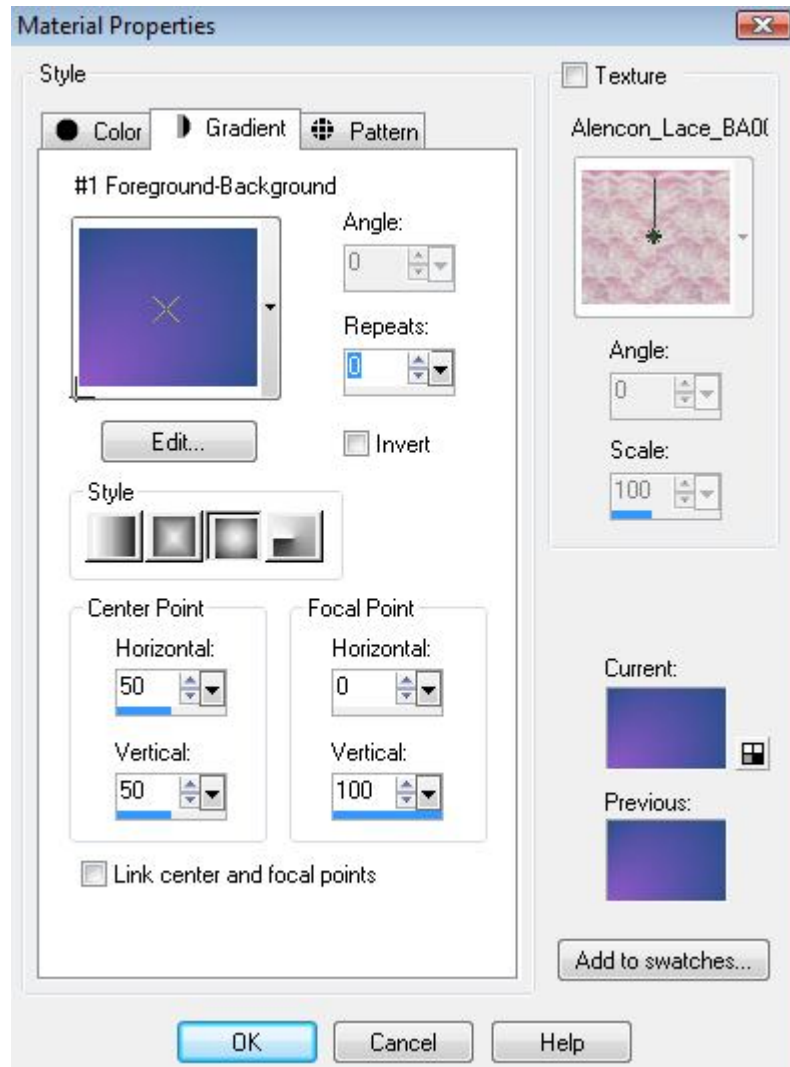 Material Properties
Style
Color
Gradient
Pattern
#1 Foreground-Background
Angle:
0
Repeats:
0
Edit...
Invert
Style
Center Point
Horizontal:
50
Vertical:
50
Focal Point
Horizontal:
0
Vertical:
100
Link center and focal points
Texture
Alencon_Lace_BA00
Angle:
0
Scale:
100
Current:
Previous:
Add to swatches...
OK
Cancel
Help